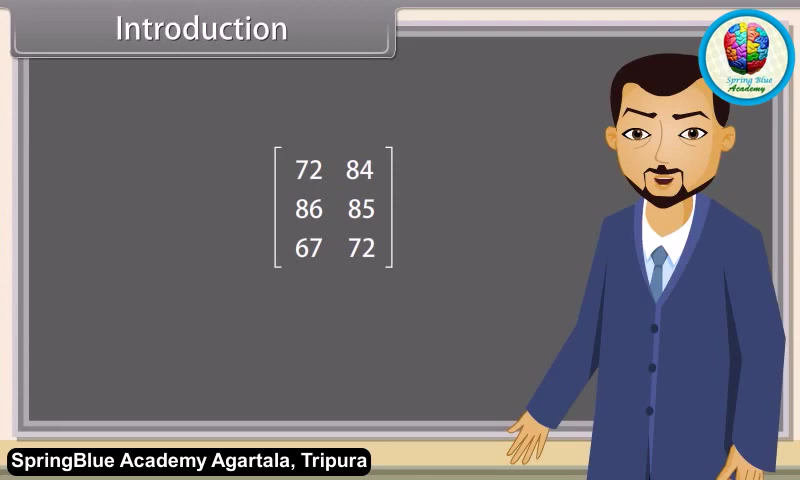 Introduction
Spring Blue
Academy
72 84
86 85
67 72
SpringBlue Academy Agartala, Tripura